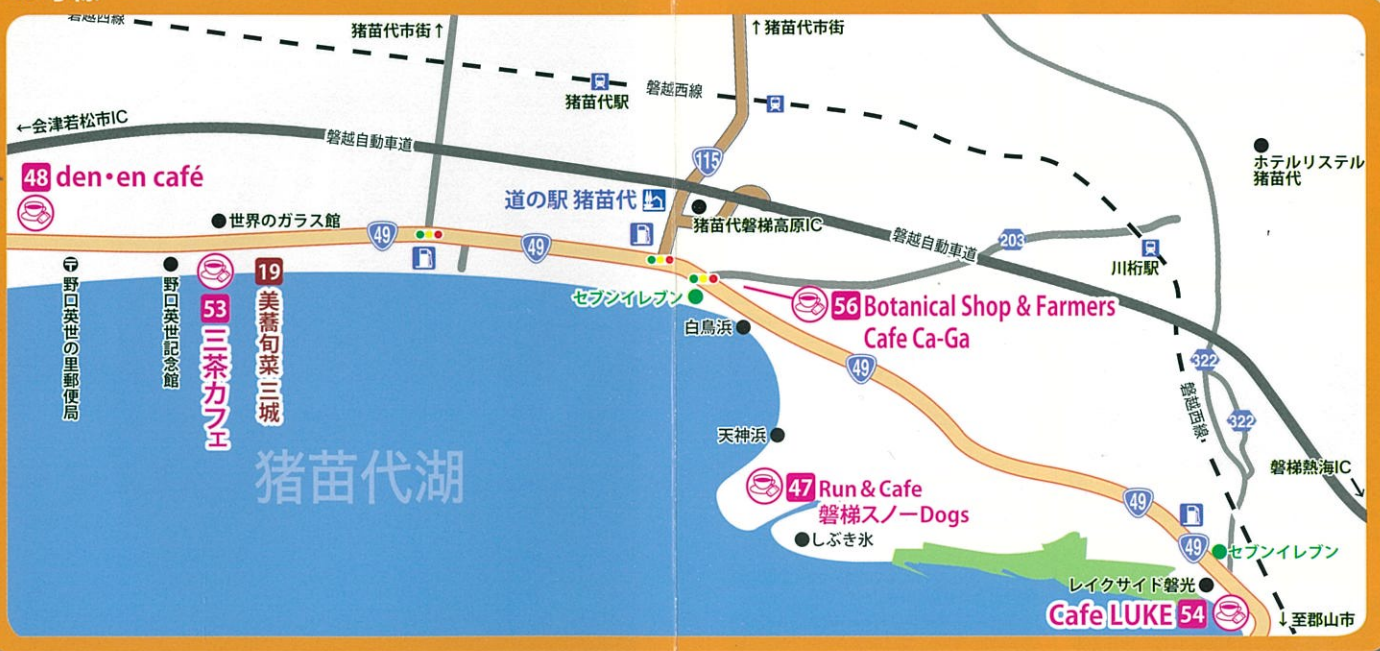 磐越西線
猪苗代市街↑
↑猪苗代市街
猪苗代駅
磐越西線
←会津若松市IC
磐越自動車道
115
ホテルリステル
猪苗代
48 den・en café
道の駅 猪苗代
世界のガラス館
49
49
猪苗代磐梯高原IC
磐越自動車道
203
川桁駅
野口英世の里郵便局
野口英世記念館
53 三茶カフェ
19 美蕎旬菜 三城
セブンイレブン
白鳥浜
56 Botanical Shop & Farmers
Cafe Ca-Ga
49
322
322
磐越西線
天神浜
猪苗代湖
磐梯熱海IC
47 Run & Cafe
磐梯スノーDogs
しぶき氷
49
49
セブンイレブン
レイクサイド磐光
Cafe LUKE 54
↓至郡山市